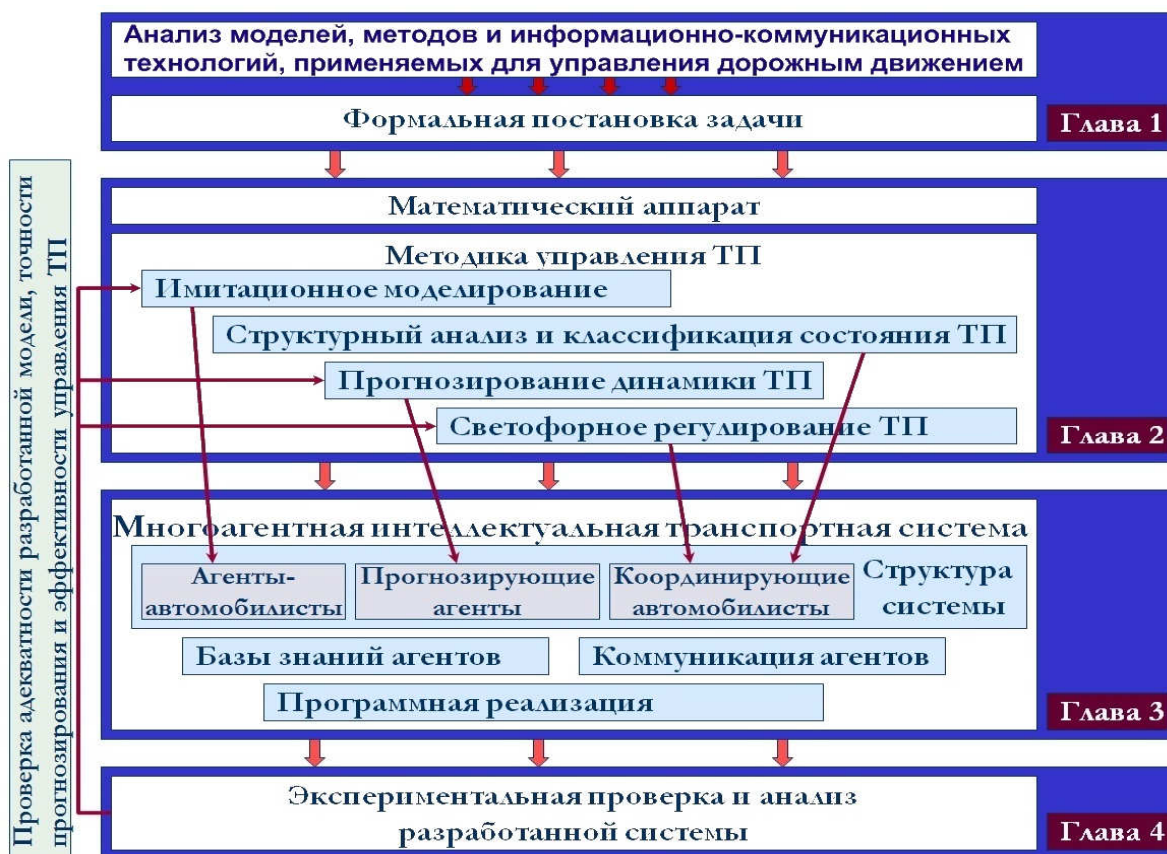 Анализ моделей, методов и информационно-коммуникационных
технологий, применяемых для управления дорожным движением
Формальная постановка задачи
Глава 1
Проверка адекватности разработанной модели, точности
прогнозирования и эффективности управления ТП
Математический аппарат
Методика управления ТП
Имитационное моделирование
Структурный анализ и классификация состояния ТП
Прогнозирование динамики ТП
Светофорное регулирование ТП
Глава 2
Многоагентная интеллектуальная транспортная система
Агенты-
автомобилисты
Прогнозирующие
агенты
Координирующие
автомобилисты
Структура
системы
Базы знаний агентов
Коммуникация агентов
Программная реализация
Глава 3
Экспериментальная проверка и анализ
разработанной системы
Глава 4